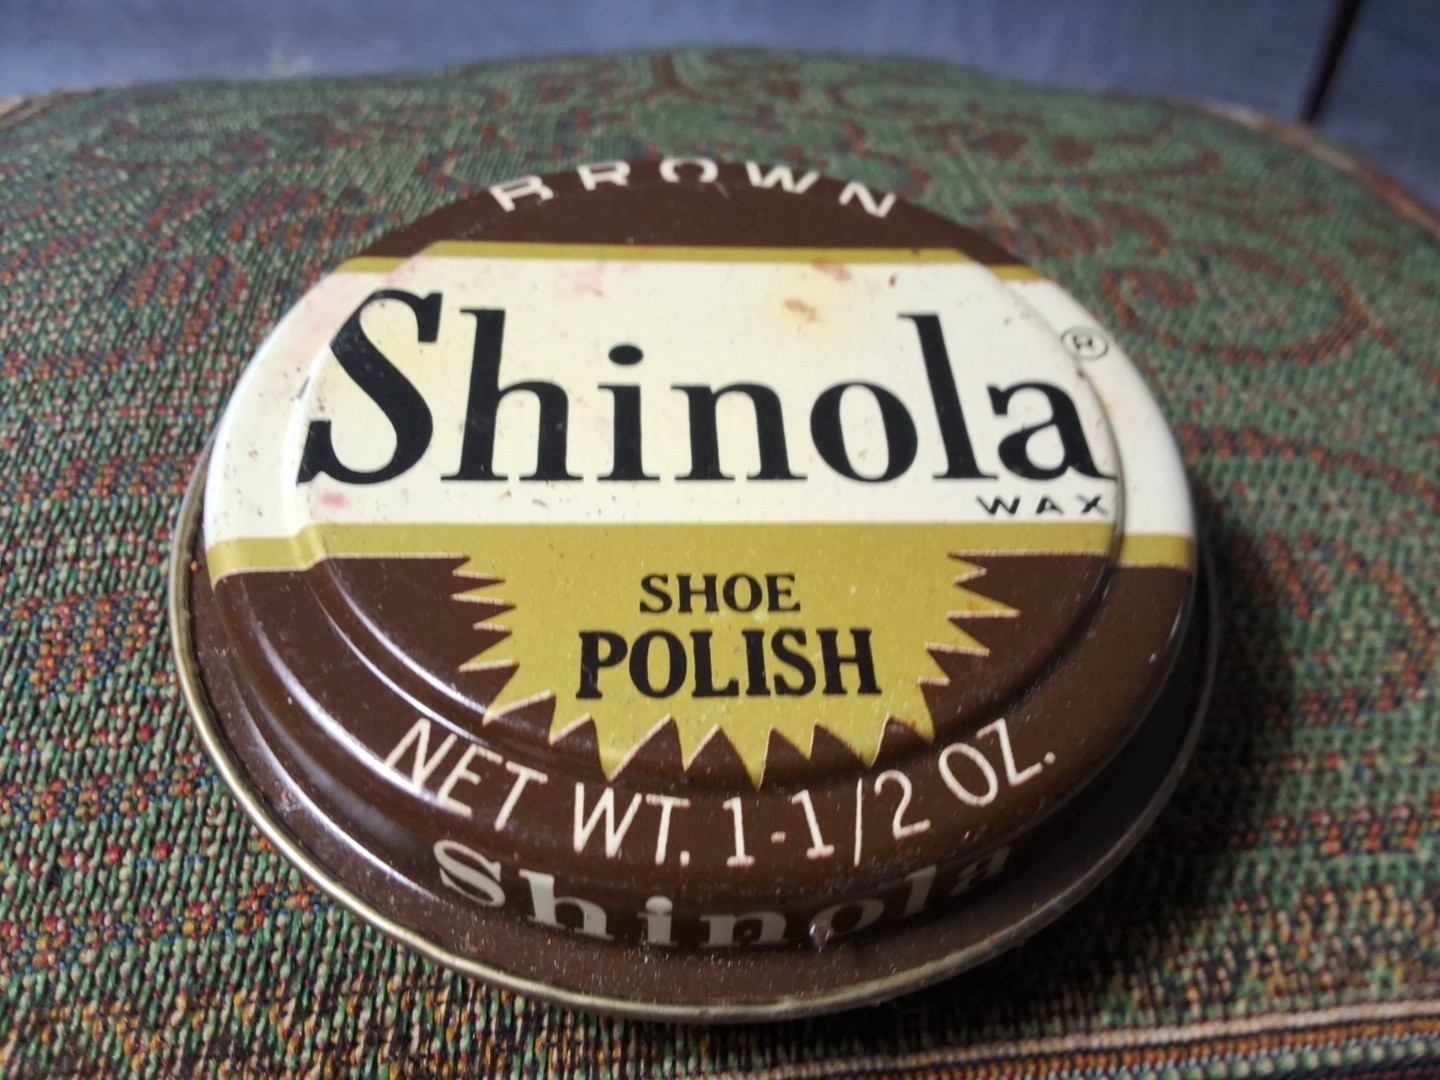 BROWN
Shinola®
WAX
SHOE
POLISH
NET WT. 1-1/2 OZ.
Shinola